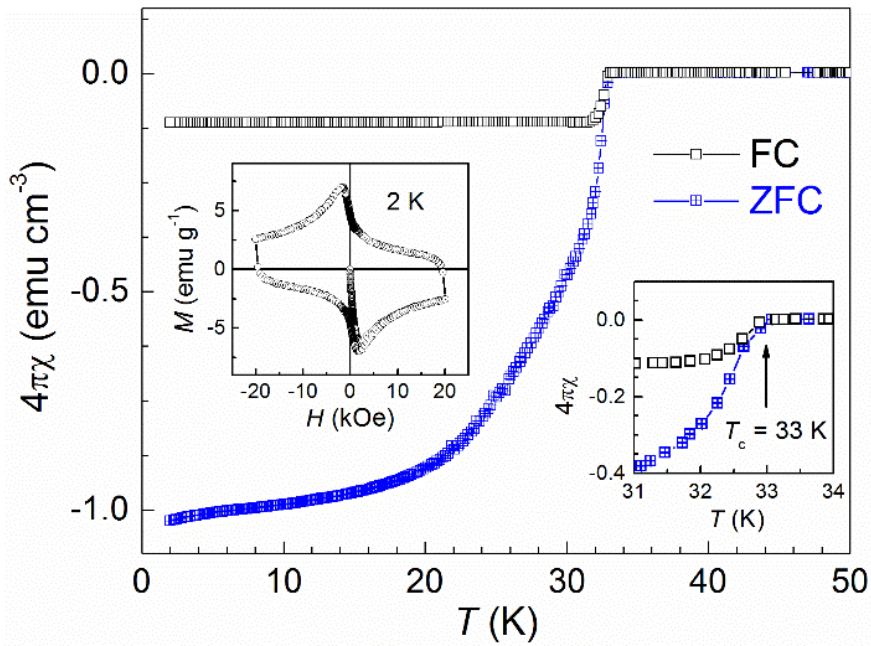 4πχ (emu cm⁻³)
0.0
-0.5
-1.0
FC
ZFC
M (emu g⁻¹)
5
0
-5
2 K
-20 -10 0 10 20
H (kOe)
4πχ
0.0
-0.2
-0.4
Tc = 33 K
31 32 33 34
T (K)
0 10 20 30 40 50
T (K)